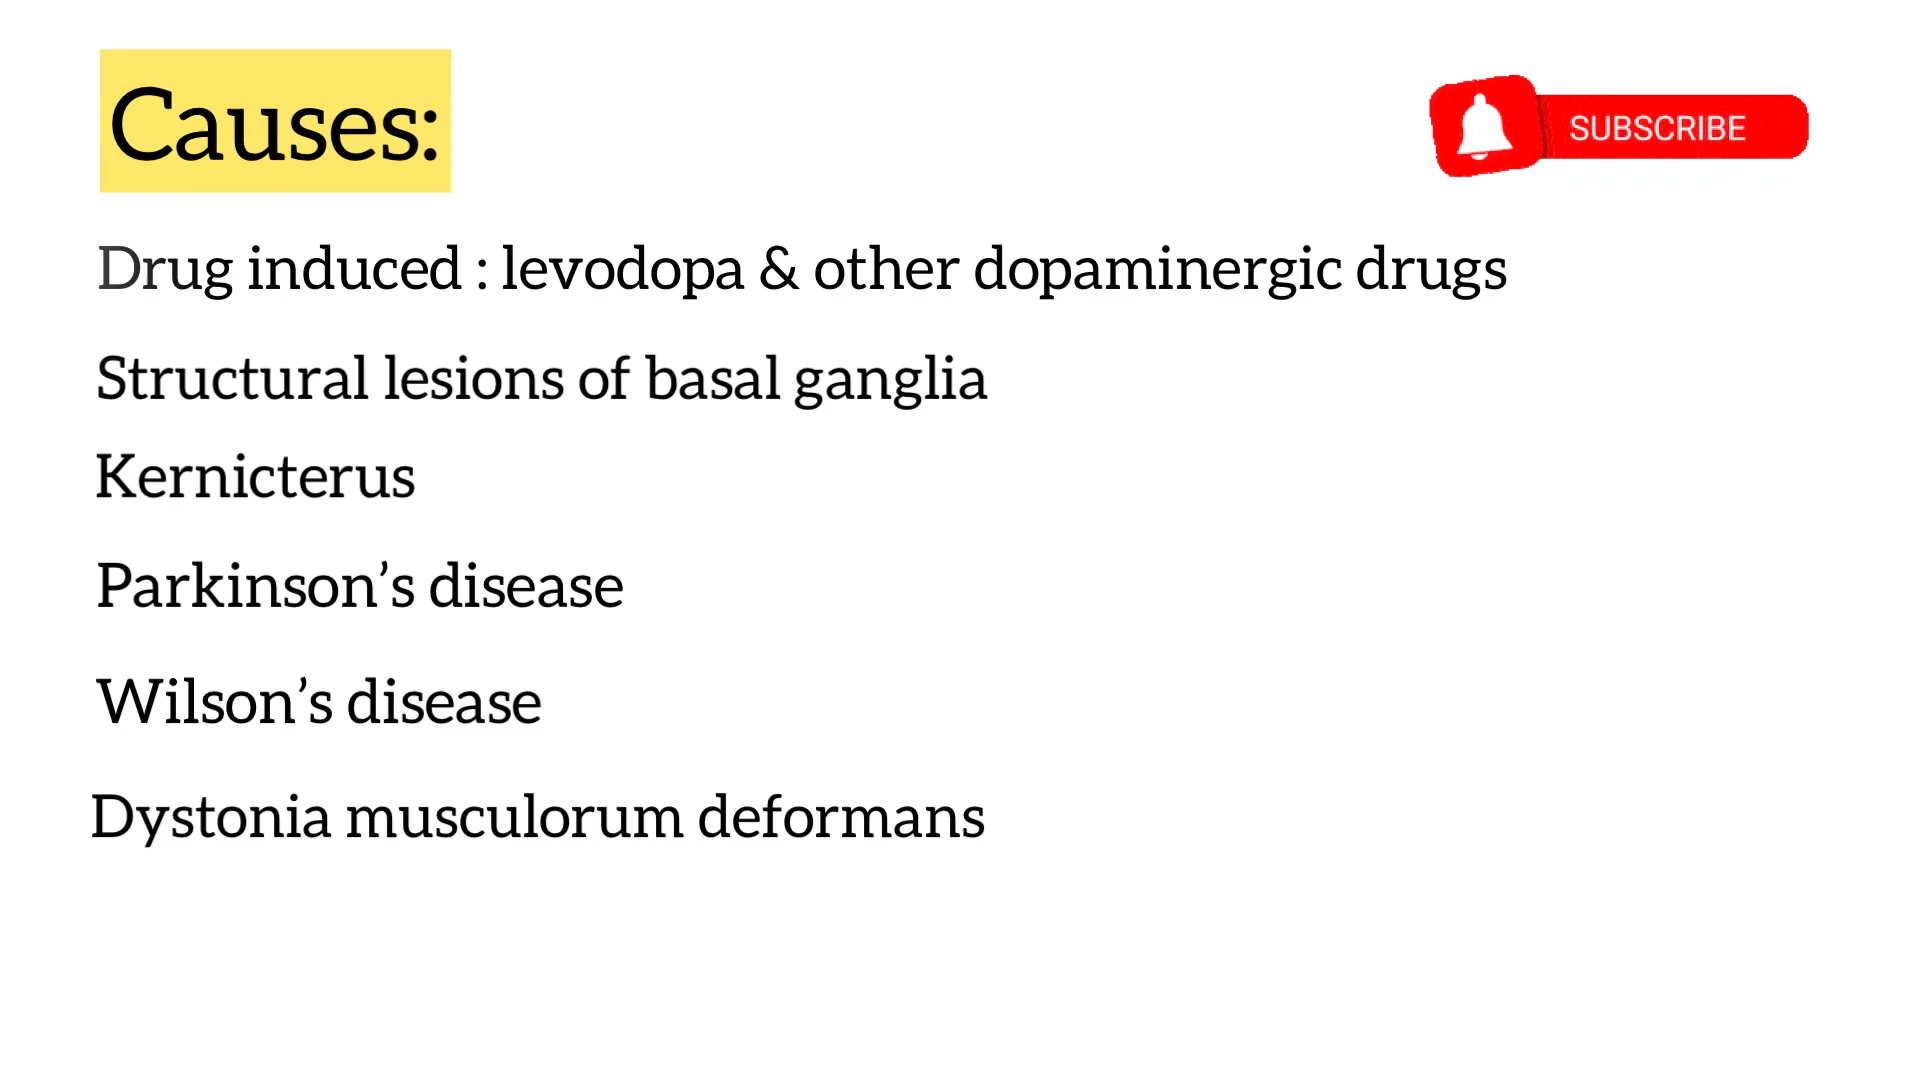 Causes:
SUBSCRIBE
Drug induced : levodopa & other dopaminergic drugs
Structural lesions of basal ganglia
Kernicterus
Parkinson’s disease
Wilson’s disease
Dystonia musculorum deformans